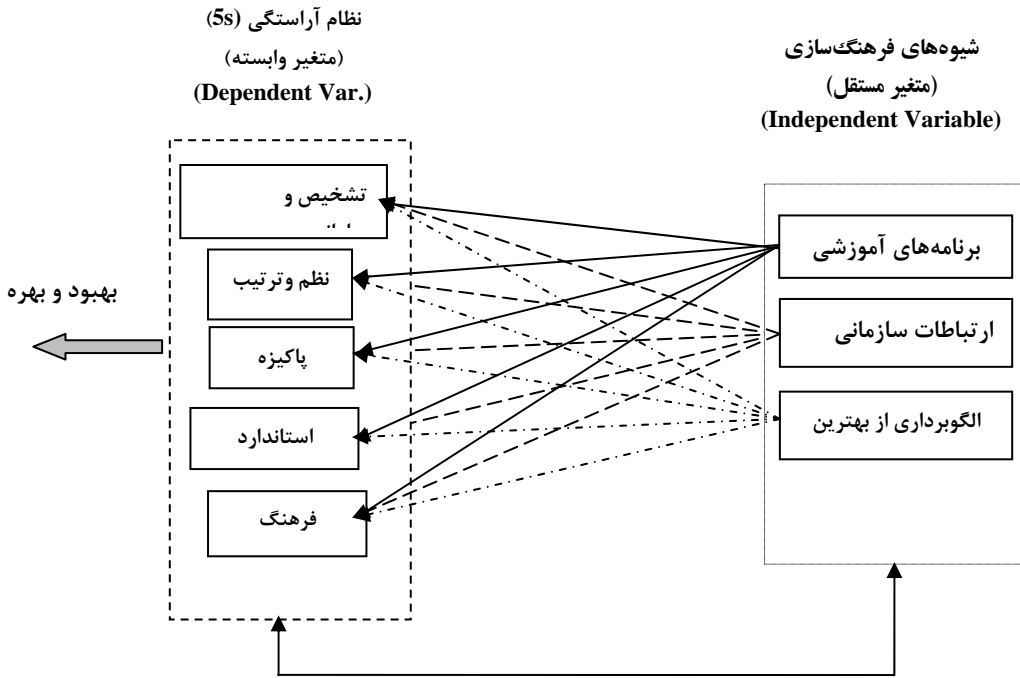 شیوه‌های فرهنگ‌سازی
(متغیر مستقل)
(Independent Variable)
برنامه‌های آموزشی
ارتباطات سازمانی
الگوبرداری از بهترین
نظام آراستگی (5s)
(متغیر وابسته)
(Dependent Var.)
تشخیص و
نظم وترتیب
پاکیزه
استاندارد
فرهنگ
بهبود و بهره